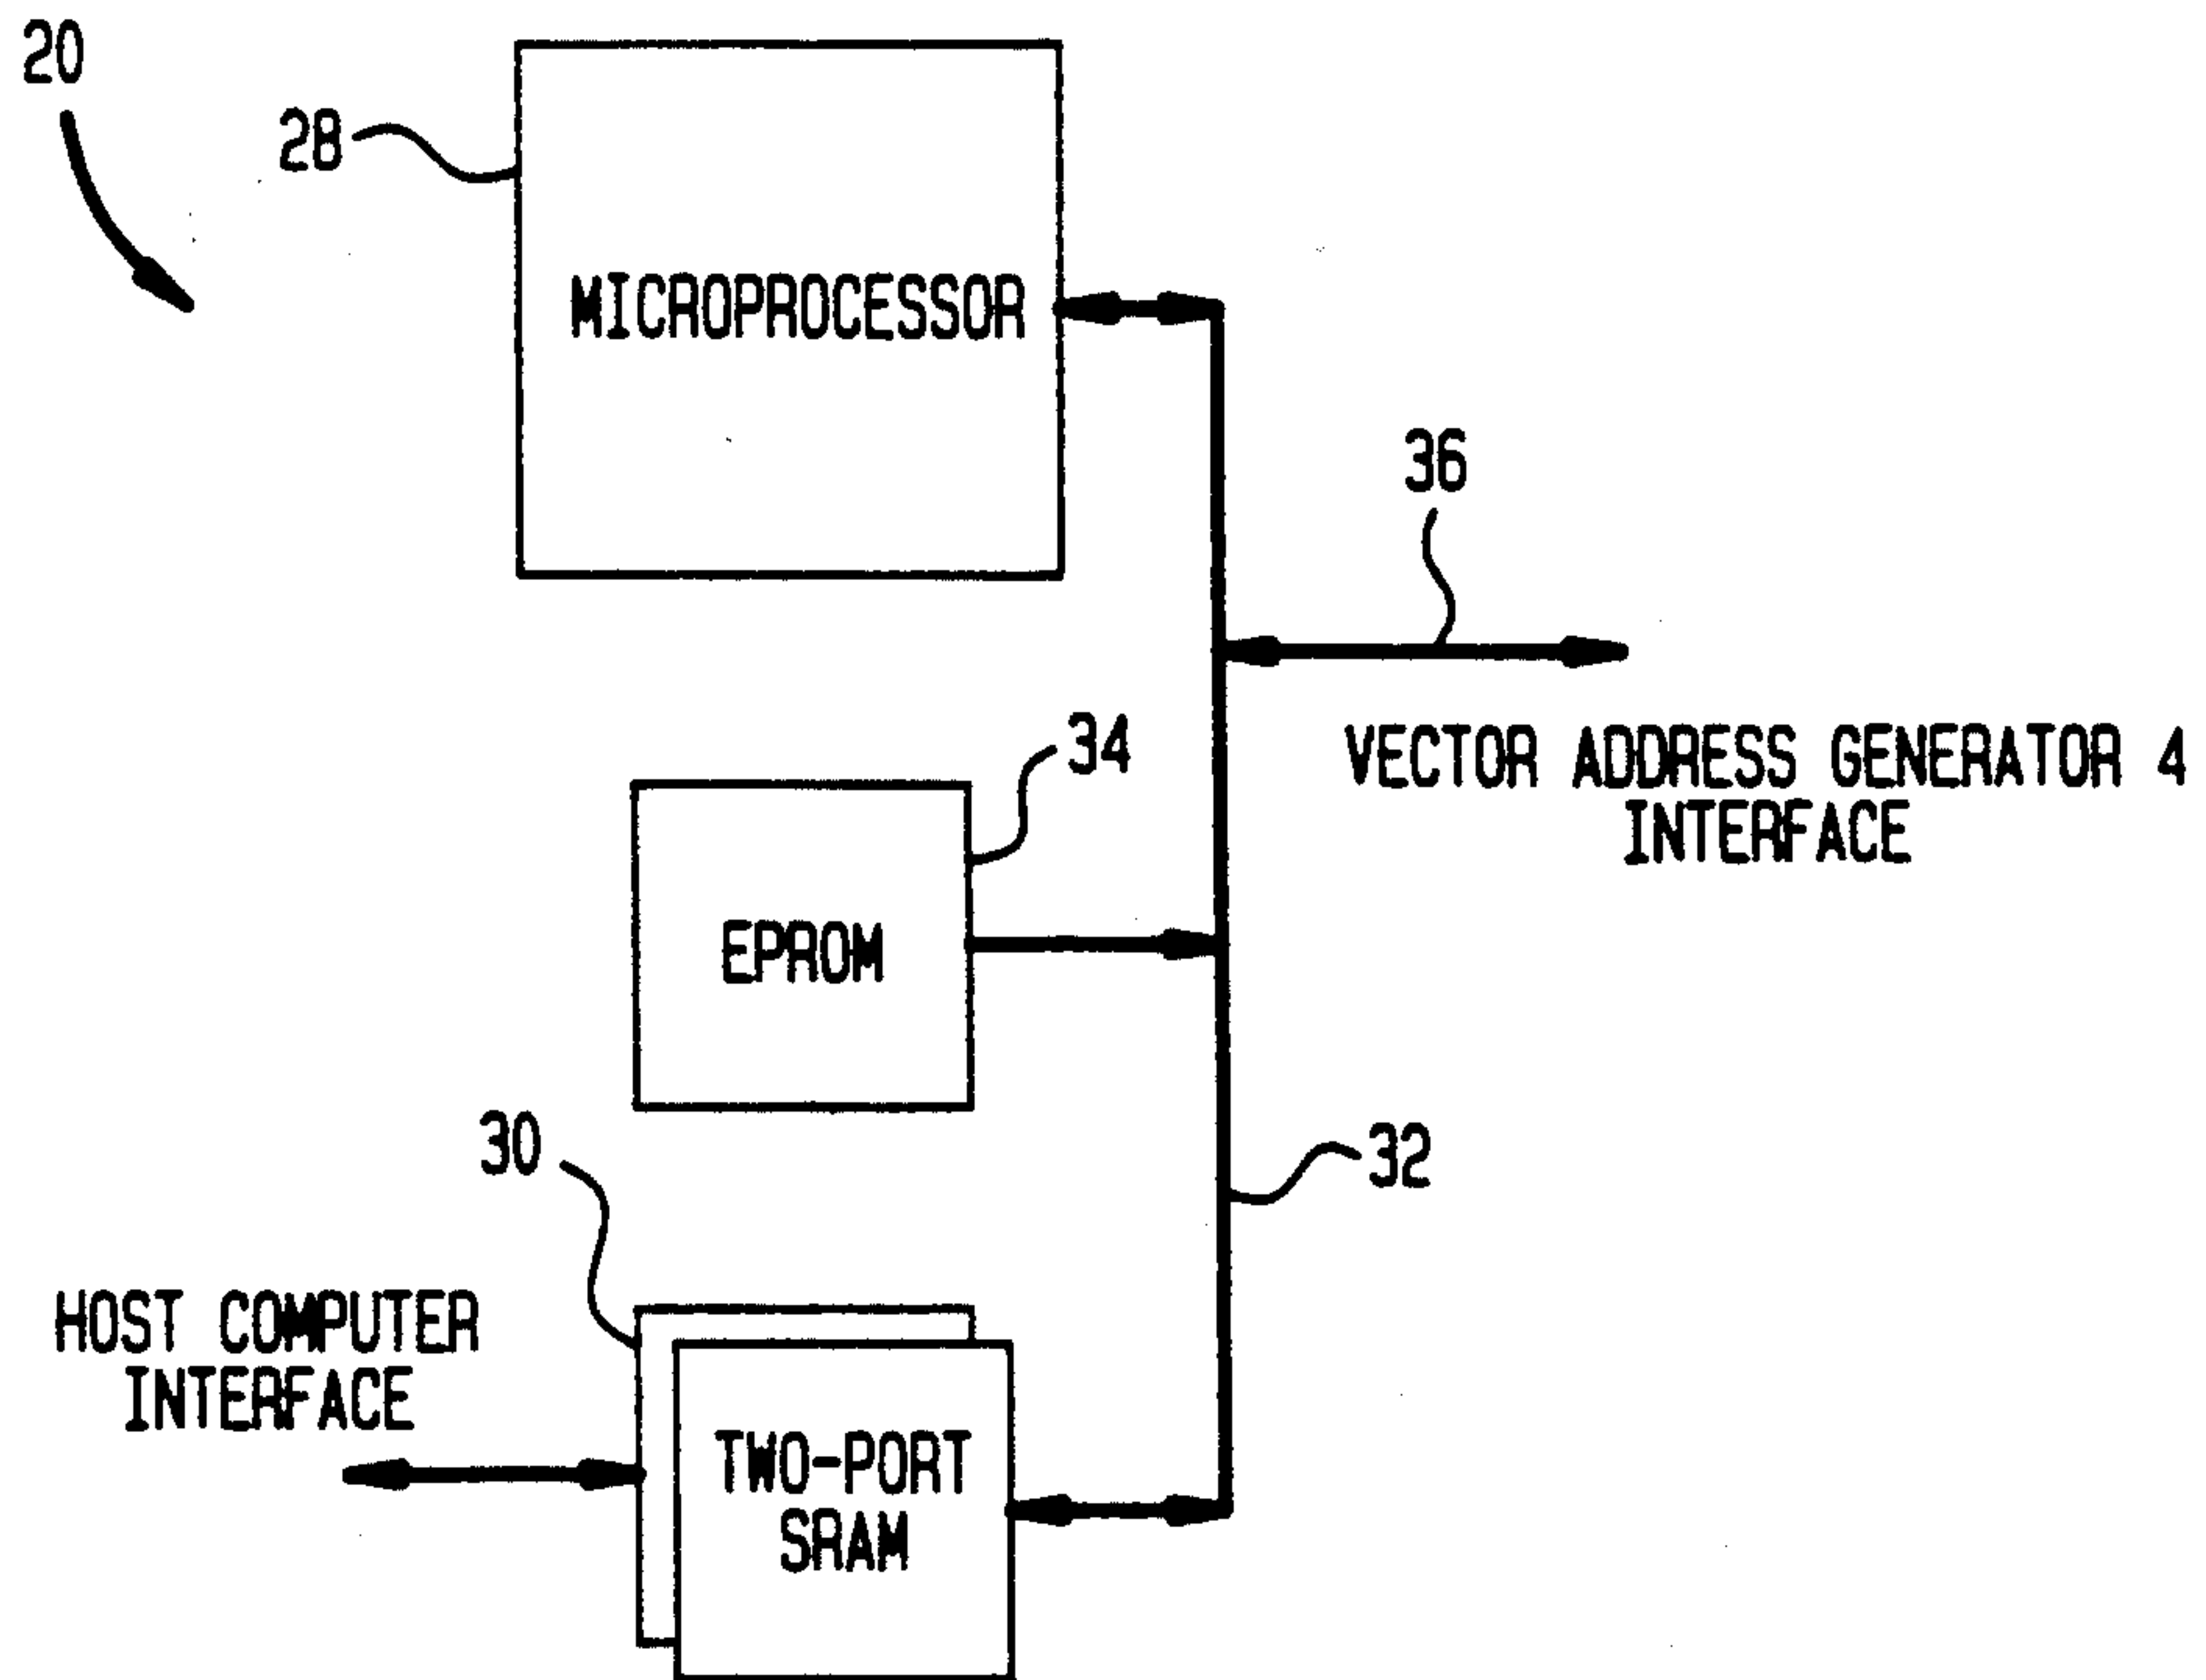 20
28
MICROPROCESSOR
36
34
VECTOR ADDRESS GENERATOR 4
INTERFACE
EPROM
30
32
HOST COMPUTER
INTERFACE
TWO-PORT
SRAM